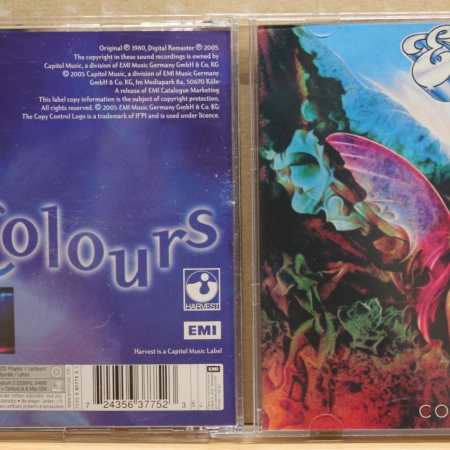 Original ℗ 1980, Digital Remaster ℗ 2005
The copyright in these sound recordings is owned by
Capitol Music, a division of EMI Music Germany GmbH & Co. KG
© 2005 Capitol Music, a division of EMI Music Germany
GmbH & Co. KG, Im Mediapark 8a, 50670 Köln
A release of EMI Catalogue Marketing
This label copy information is the subject of copyright protection.
All rights reserved. © 2005 EMI Music Germany GmbH & Co. KG
The Copy Control Logo is a trademark of IFPI and is used under licence.
Colours
HARVEST
EMI
Harvest is a Capitol Music Label
EMI
7 24356 37752 3
CO